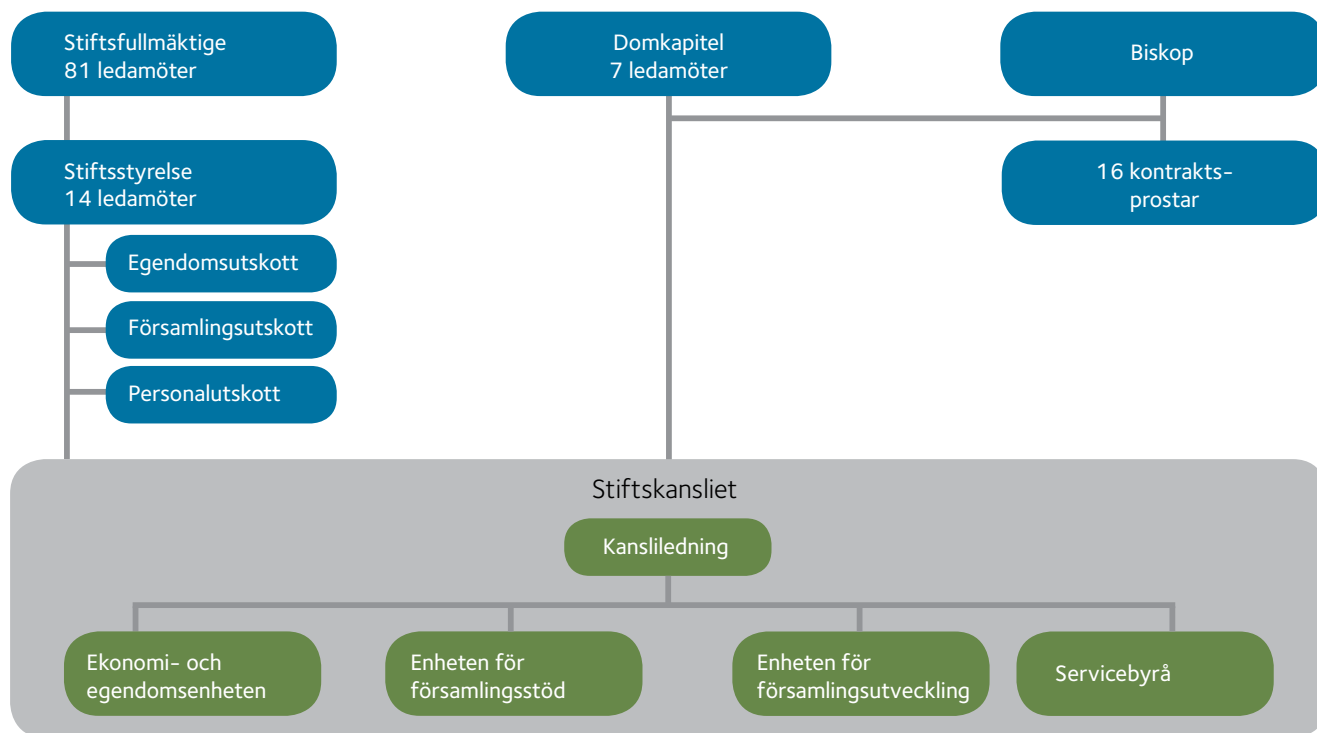 Stiftsfullmäktige
81 ledamöter
Domkapitel
7 ledamöter
Biskop
Stiftsstyrelse
14 ledamöter
16 kontrakts-
prostar
Egendomsutskott
Församlingsutskott
Personalutskott
Stiftskansliet
Kansliledning
Ekonomi- och
egendomsenheten
Enheten för
församlingsstöd
Enheten för
församlingsutveckling
Servicebyrå